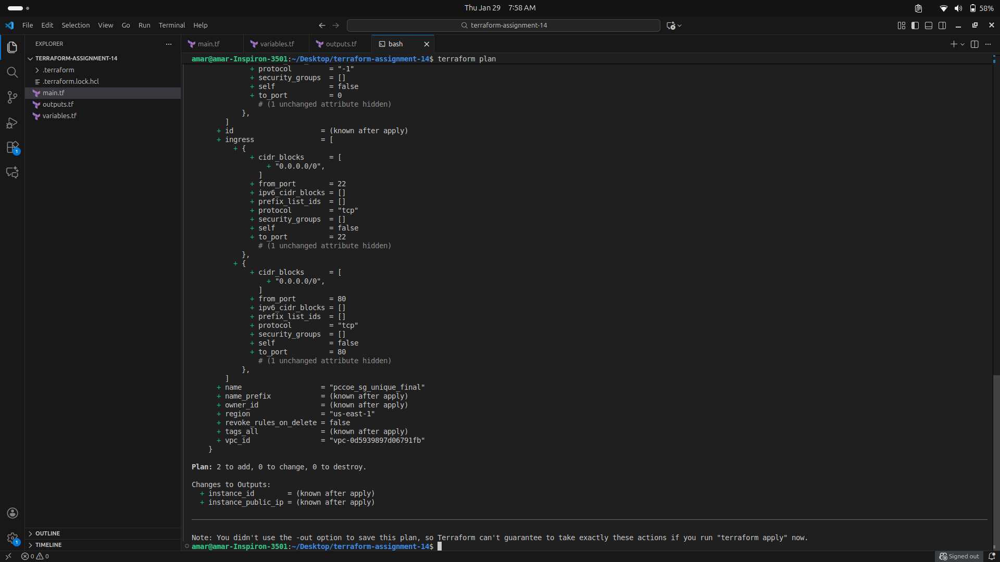 Thu Jan 29 7:58 AM
58%
File Edit Selection View Go Run Terminal Help
terraform-assignment-14
EXPLORER
TERRAFORM-ASSIGNMENT-14
.terraform
.terraform.lock.hcl
main.tf
outputs.tf
variables.tf
1
main.tf
variables.tf
outputs.tf
bash
amar@amar-Inspiron-3501:~/Desktop/terraform-assignment-14$ terraform plan
+ protocol = "-1"
+ security_groups = []
+ self = false
+ to_port = 0
# (1 unchanged attribute hidden)
},
]
+ id = (known after apply)
+ ingress = [
+ {
+ cidr_blocks = [
+ "0.0.0.0/0",
]
+ from_port = 22
+ ipv6_cidr_blocks = []
+ prefix_list_ids = []
+ protocol = "tcp"
+ security_groups = []
+ self = false
+ to_port = 22
# (1 unchanged attribute hidden)
},
+ {
+ cidr_blocks = [
+ "0.0.0.0/0",
]
+ from_port = 80
+ ipv6_cidr_blocks = []
+ prefix_list_ids = []
+ protocol = "tcp"
+ security_groups = []
+ self = false
+ to_port = 80
# (1 unchanged attribute hidden)
},
]
+ name = "pccoe_sg_unique_final"
+ name_prefix = (known after apply)
+ owner_id = (known after apply)
+ region = "us-east-1"
+ revoke_rules_on_delete = false
+ tags_all = (known after apply)
+ vpc_id = "vpc-0d5939897d06791fb"
}
Plan: 2 to add, 0 to change, 0 to destroy.
Changes to Outputs:
+ instance_id = (known after apply)
+ instance_public_ip = (known after apply)
Note: You didn't use the -out option to save this plan, so Terraform can't guarantee to take exactly these actions if you run "terraform apply" now.
amar@amar-Inspiron-3501:~/Desktop/terraform-assignment-14$
OUTLINE
TIMELINE
1
0 0
Signed out